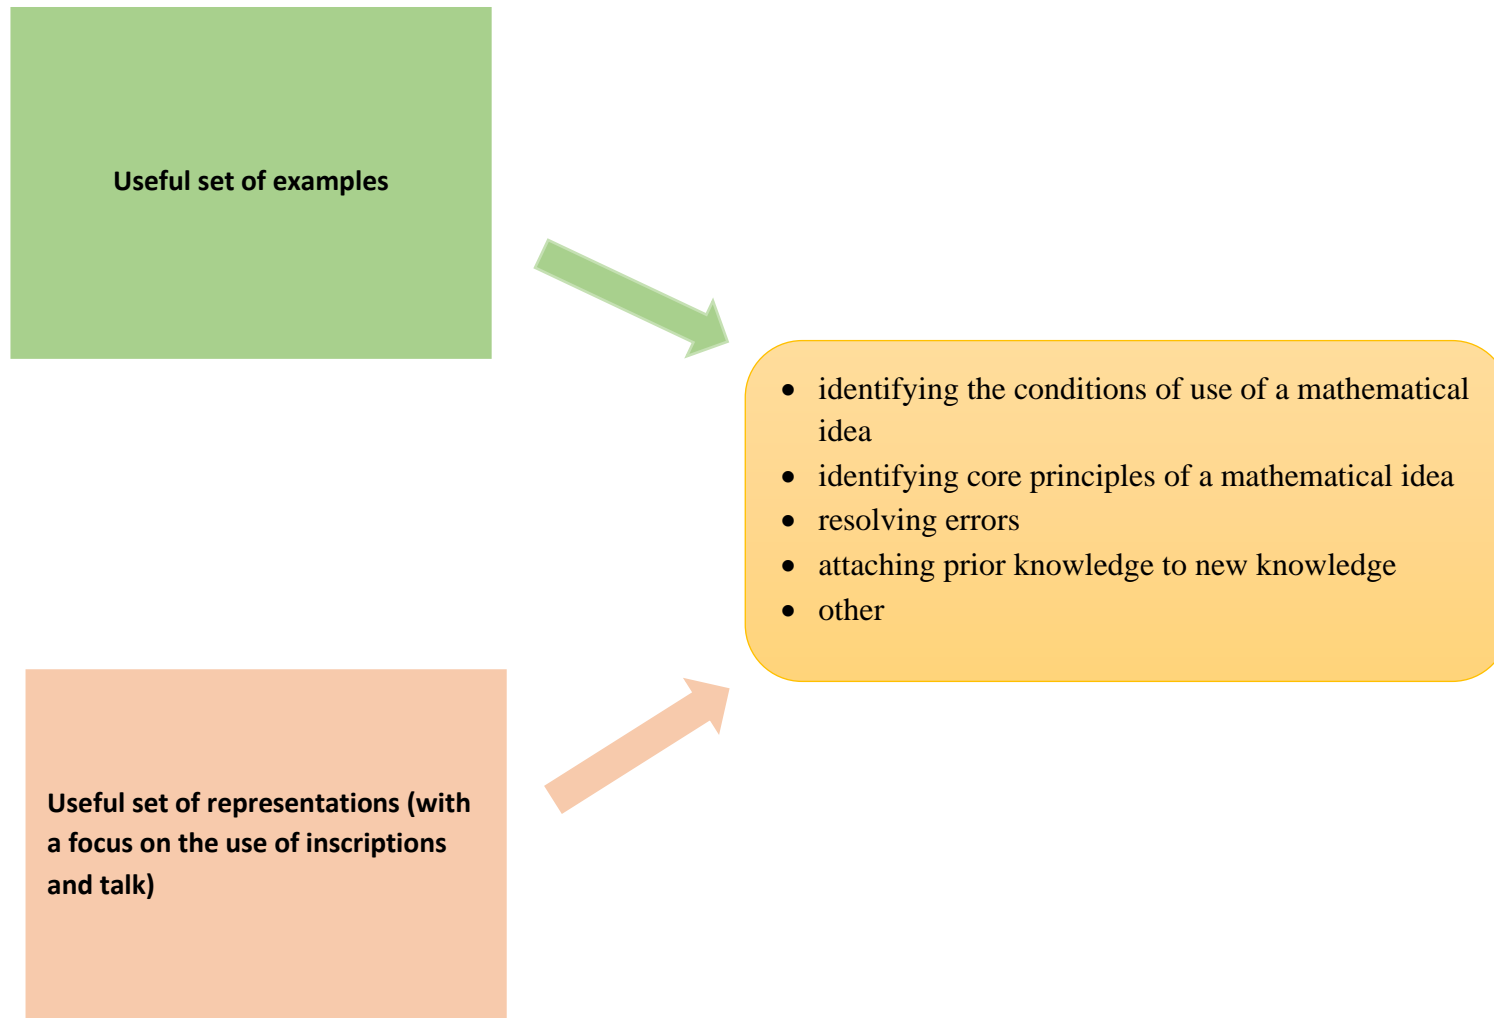 Useful set of examples
• identifying the conditions of use of a mathematical
idea
• identifying core principles of a mathematical idea
• resolving errors
• attaching prior knowledge to new knowledge
• other
Useful set of representations (with
a focus on the use of inscriptions
and talk)